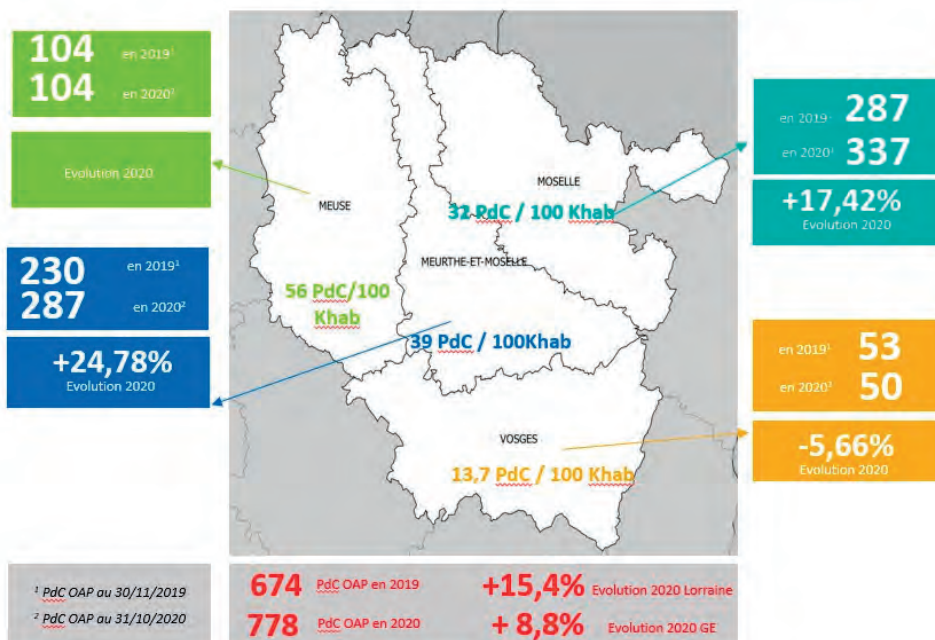 104 en 2019¹
104 en 2020²
Evolution 2020
230 en 2019¹
287 en 2020²
+24,78%
Evolution 2020
MEUSE
56 PdC/100
Khab
MOSELLE
32 PdC / 100 Khab
MEURTHE-ET-MOSELLE
39 PdC / 100Khab
VOSGES
13,7 PdC / 100 Khab
en 2019¹ 287
en 2020² 337
+17,42%
Evolution 2020
en 2019¹ 53
en 2020² 50
-5,66%
Evolution 2020
¹ PdC OAP au 30/11/2019
² PdC OAP au 31/10/2020
674 PdC OAP en 2019 +15,4% Evolution 2020 Lorraine
778 PdC OAP en 2020 + 8,8% Evolution 2020 GE